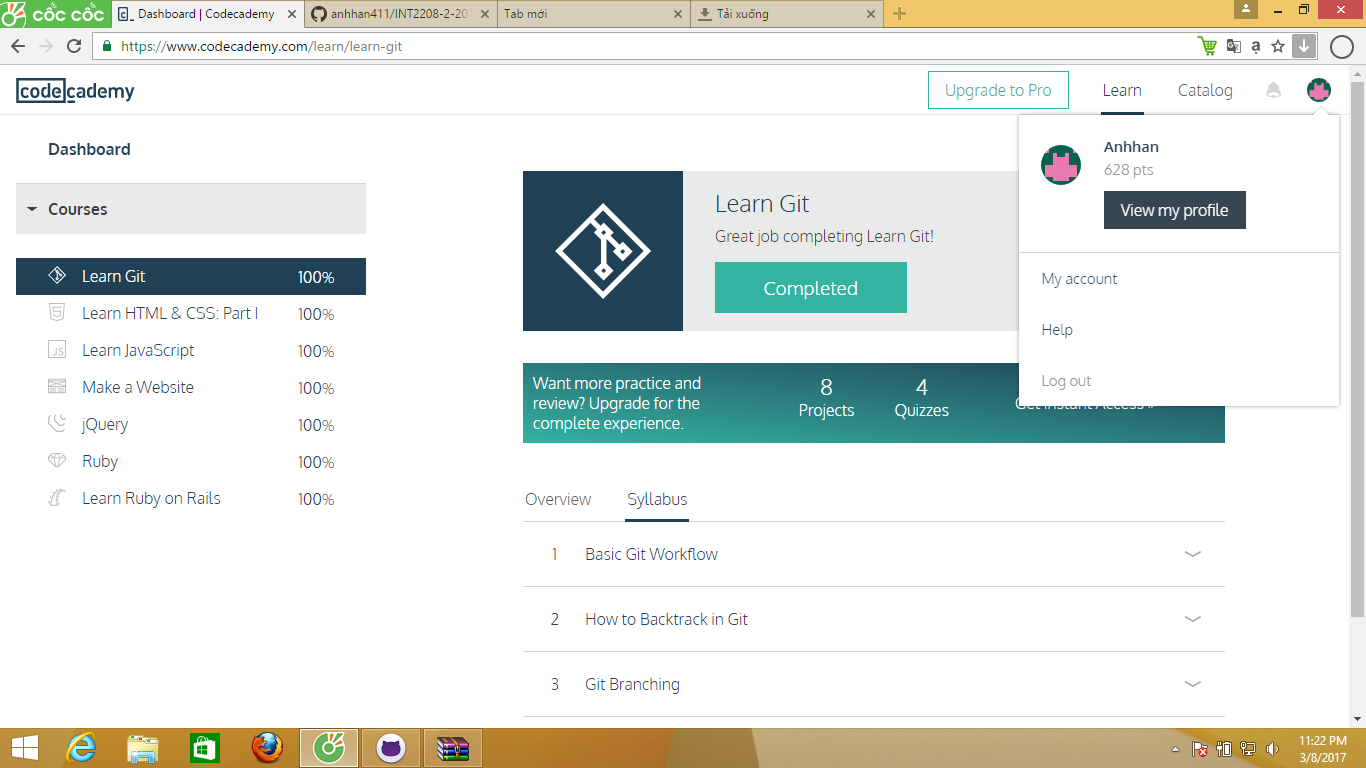 cốc cốc
Dashboard | Codecademy
anhhan411/INT2208-2-201
Tab mới
Tải xuống
https://www.codecademy.com/learn/learn-git
codecademy
Upgrade to Pro
Learn
Catalog
Dashboard
Courses
Learn Git 100%
Learn HTML & CSS: Part I 100%
JS Learn JavaScript 100%
Make a Website 100%
jQuery 100%
Ruby 100%
Learn Ruby on Rails 100%
Learn Git
Great job completing Learn Git!
Completed
Anhhan
628 pts
View my profile
My account
Help
Log out
Want more practice and
review? Upgrade for the
complete experience.
8
Projects
4
Quizzes
Get Instant Access »
Overview
Syllabus
1 Basic Git Workflow
2 How to Backtrack in Git
3 Git Branching
11:22 PM
3/8/2017